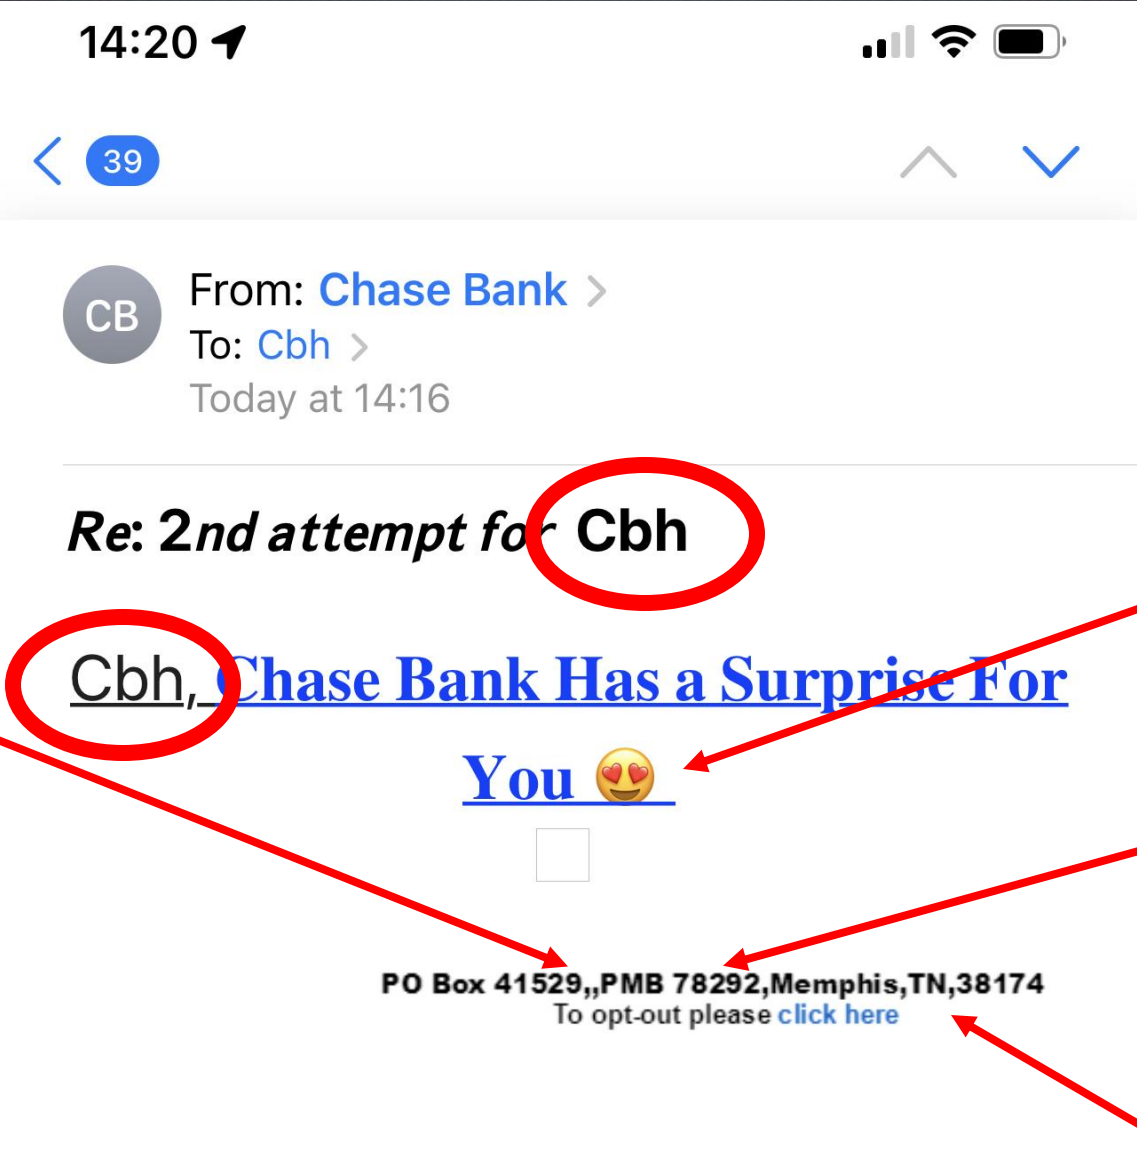 14:20
39
CB
From: Chase Bank
To: Cbh
Today at 14:16
Re: 2nd attempt for Cbh
Cbh, Chase Bank Has a Surprise For
You 😍
PO Box 41529,,PMB 78292,Memphis,TN,38174
To opt-out please click here